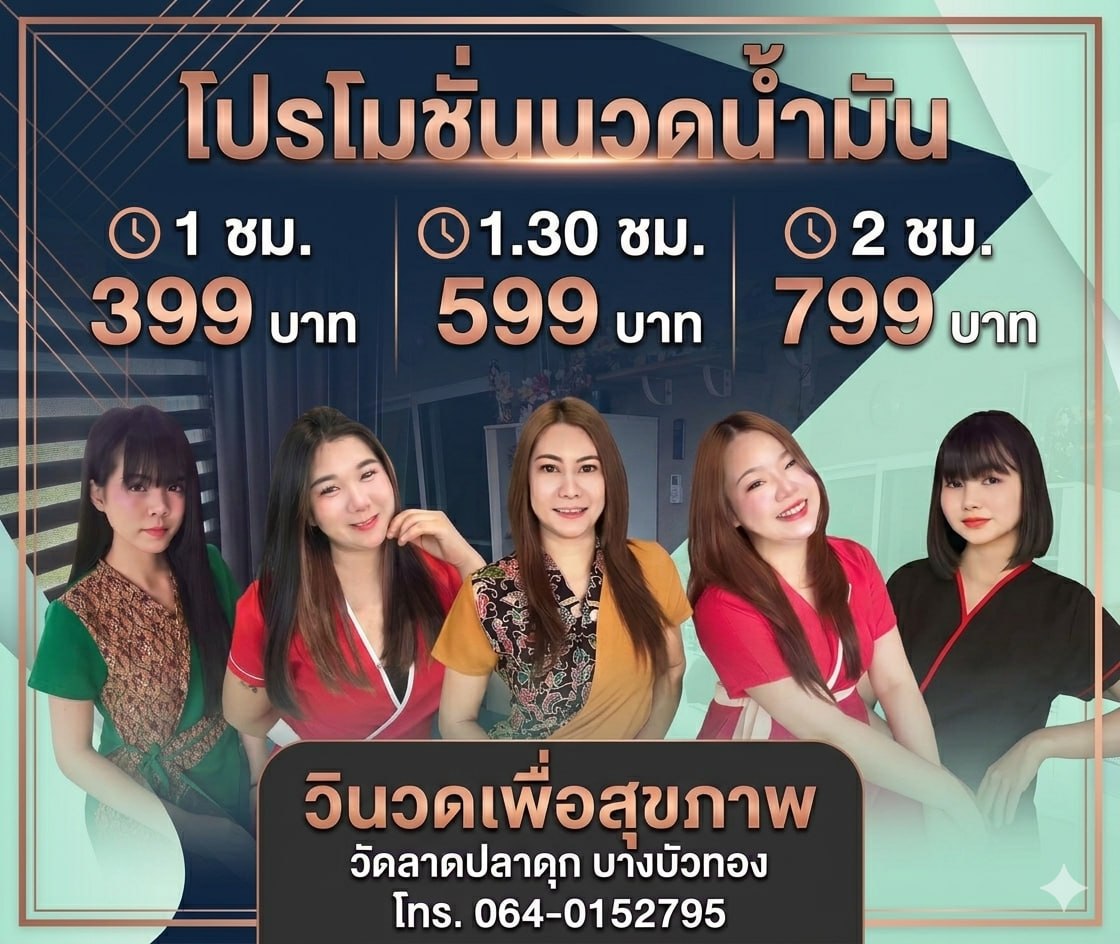 โปรโมชั่นนวดน้ำมัน
1 ชม.
399 บาท
1.30 ชม.
599 บาท
2 ชม.
799 บาท
วินวดเพื่อสุขภาพ
วัดลาดปลาดุก บางบัวทอง
โทร. 064-0152795